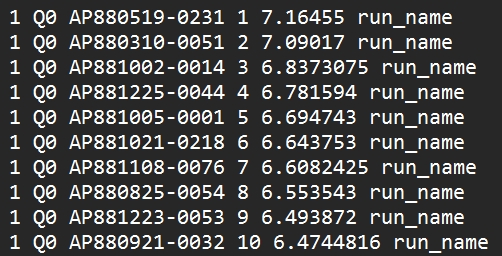 1 Q0 AP880519-0231 1 7.16455 run_name
1 Q0 AP880310-0051 2 7.09017 run_name
1 Q0 AP881002-0014 3 6.8373075 run_name
1 Q0 AP881225-0044 4 6.781594 run_name
1 Q0 AP881005-0001 5 6.694743 run_name
1 Q0 AP881021-0218 6 6.643753 run_name
1 Q0 AP881108-0076 7 6.6082425 run_name
1 Q0 AP880825-0054 8 6.553543 run_name
1 Q0 AP881223-0053 9 6.493872 run_name
1 Q0 AP880921-0032 10 6.4744816 run_name